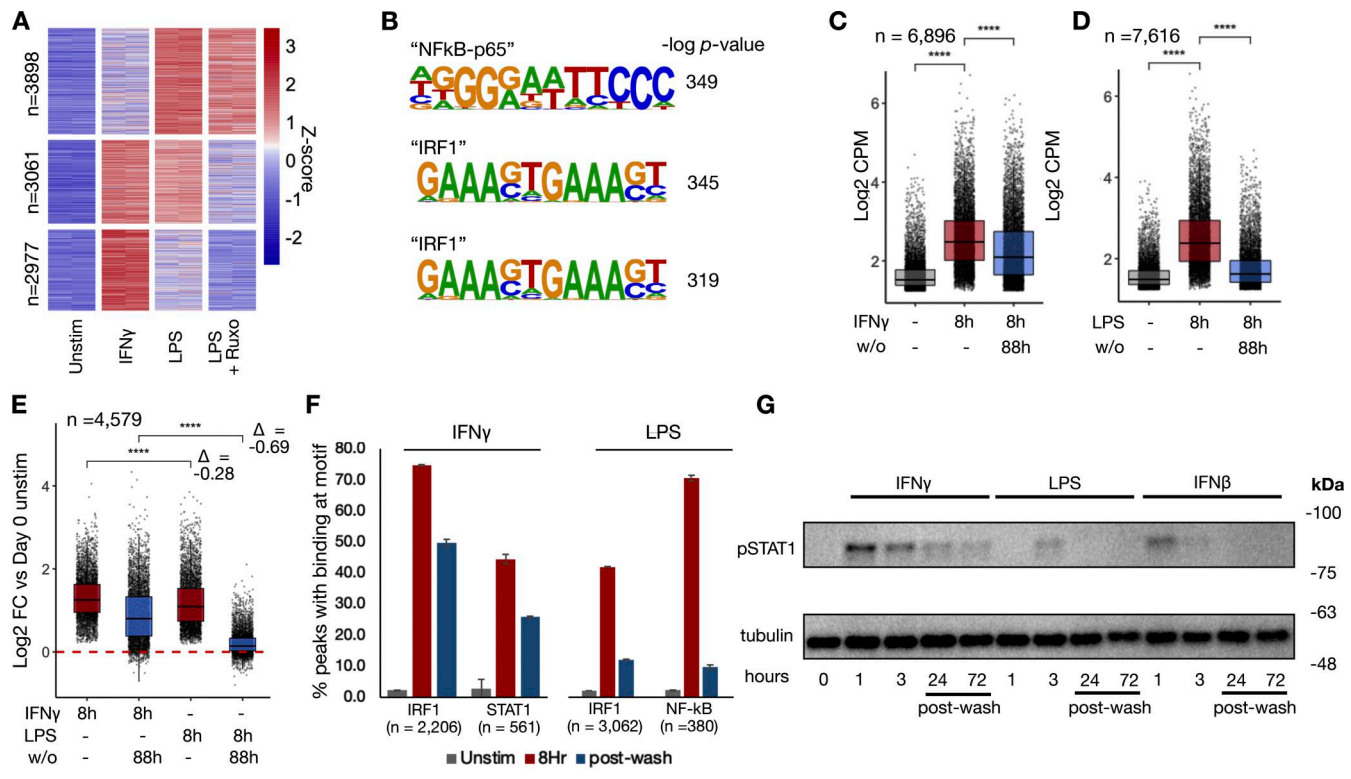 A
n=3898
n=3061
n=2977
Unstim
IFNγ
LPS
LPS
+ Ruxo
3
2
1
0
-1
-2
Z-score
B
-log p-value
“NFkB-p65”
349
“IRF1”
345
“IRF1”
319
C
n = 6,896
****
****
Log2 CPM
6
4
2
IFNγ - 8h 8h
w/o - - 88h
D
n =7,616
****
****
Log2 CPM
6
4
2
LPS - 8h 8h
w/o - - 88h
E
n =4,579
****
Δ =
-0.69
****
Δ =
-0.28
Log2 FC vs Day 0 unstim
4
2
0
IFNγ 8h 8h - -
LPS - - 8h 8h
w/o - 88h - 88h
F
IFNγ
LPS
% peaks with binding at motif
80.0
70.0
60.0
50.0
40.0
30.0
20.0
10.0
0.0
IRF1 STAT1 IRF1 NF-kB
(n = 2,206) (n = 561) (n = 3,062) (n =380)
Unstim 8Hr post-wash
G
IFNγ LPS IFNβ
kDa
-100
pSTAT1
-75
-63
tubulin
-48
hours 0 1 3 24 72 1 3 24 72 1 3 24 72
post-wash post-wash post-wash